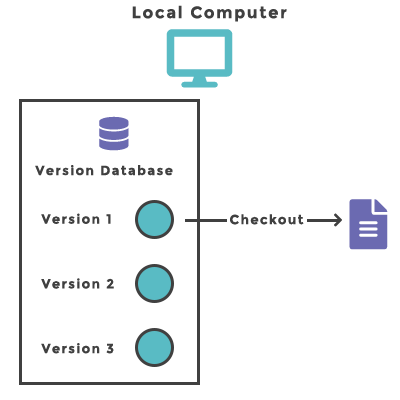 Local Computer
Version Database
Version 1
Checkout
Version 2
Version 3